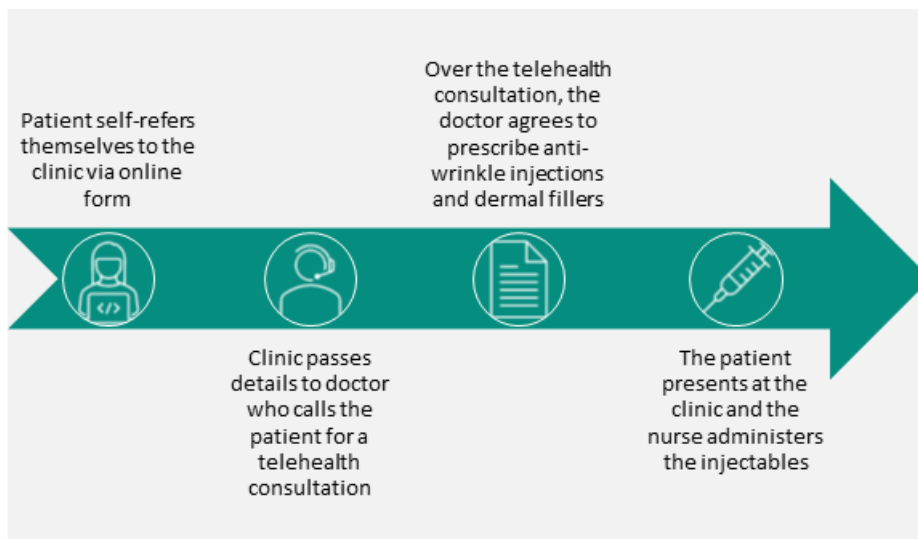 Patient self-refers
themselves to the
clinic via online
form
</>
Clinic passes
details to doctor
who calls the
patient for a
telehealth
consultation
Over the telehealth
consultation, the
doctor agrees to
prescribe anti-
wrinkle injections
and dermal fillers
The patient
presents at the
clinic and the
nurse administers
the injectables